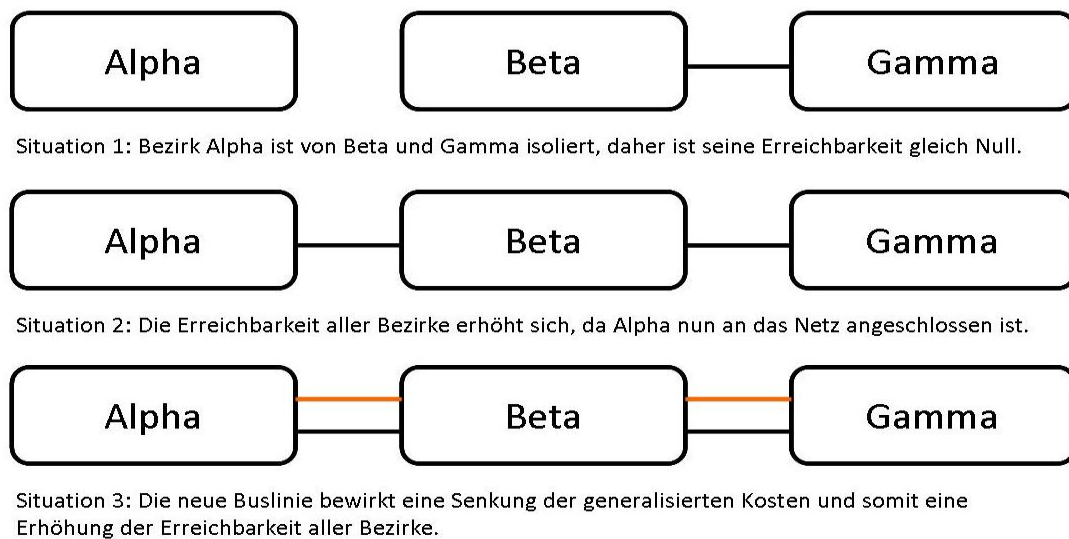 Alpha Beta Gamma
Situation 1: Bezirk Alpha ist von Beta und Gamma isoliert, daher ist seine Erreichbarkeit gleich Null.
Alpha Beta Gamma
Situation 2: Die Erreichbarkeit aller Bezirke erhöht sich, da Alpha nun an das Netz angeschlossen ist.
Alpha Beta Gamma
Situation 3: Die neue Buslinie bewirkt eine Senkung der generalisierten Kosten und somit eine
Erhöhung der Erreichbarkeit aller Bezirke.